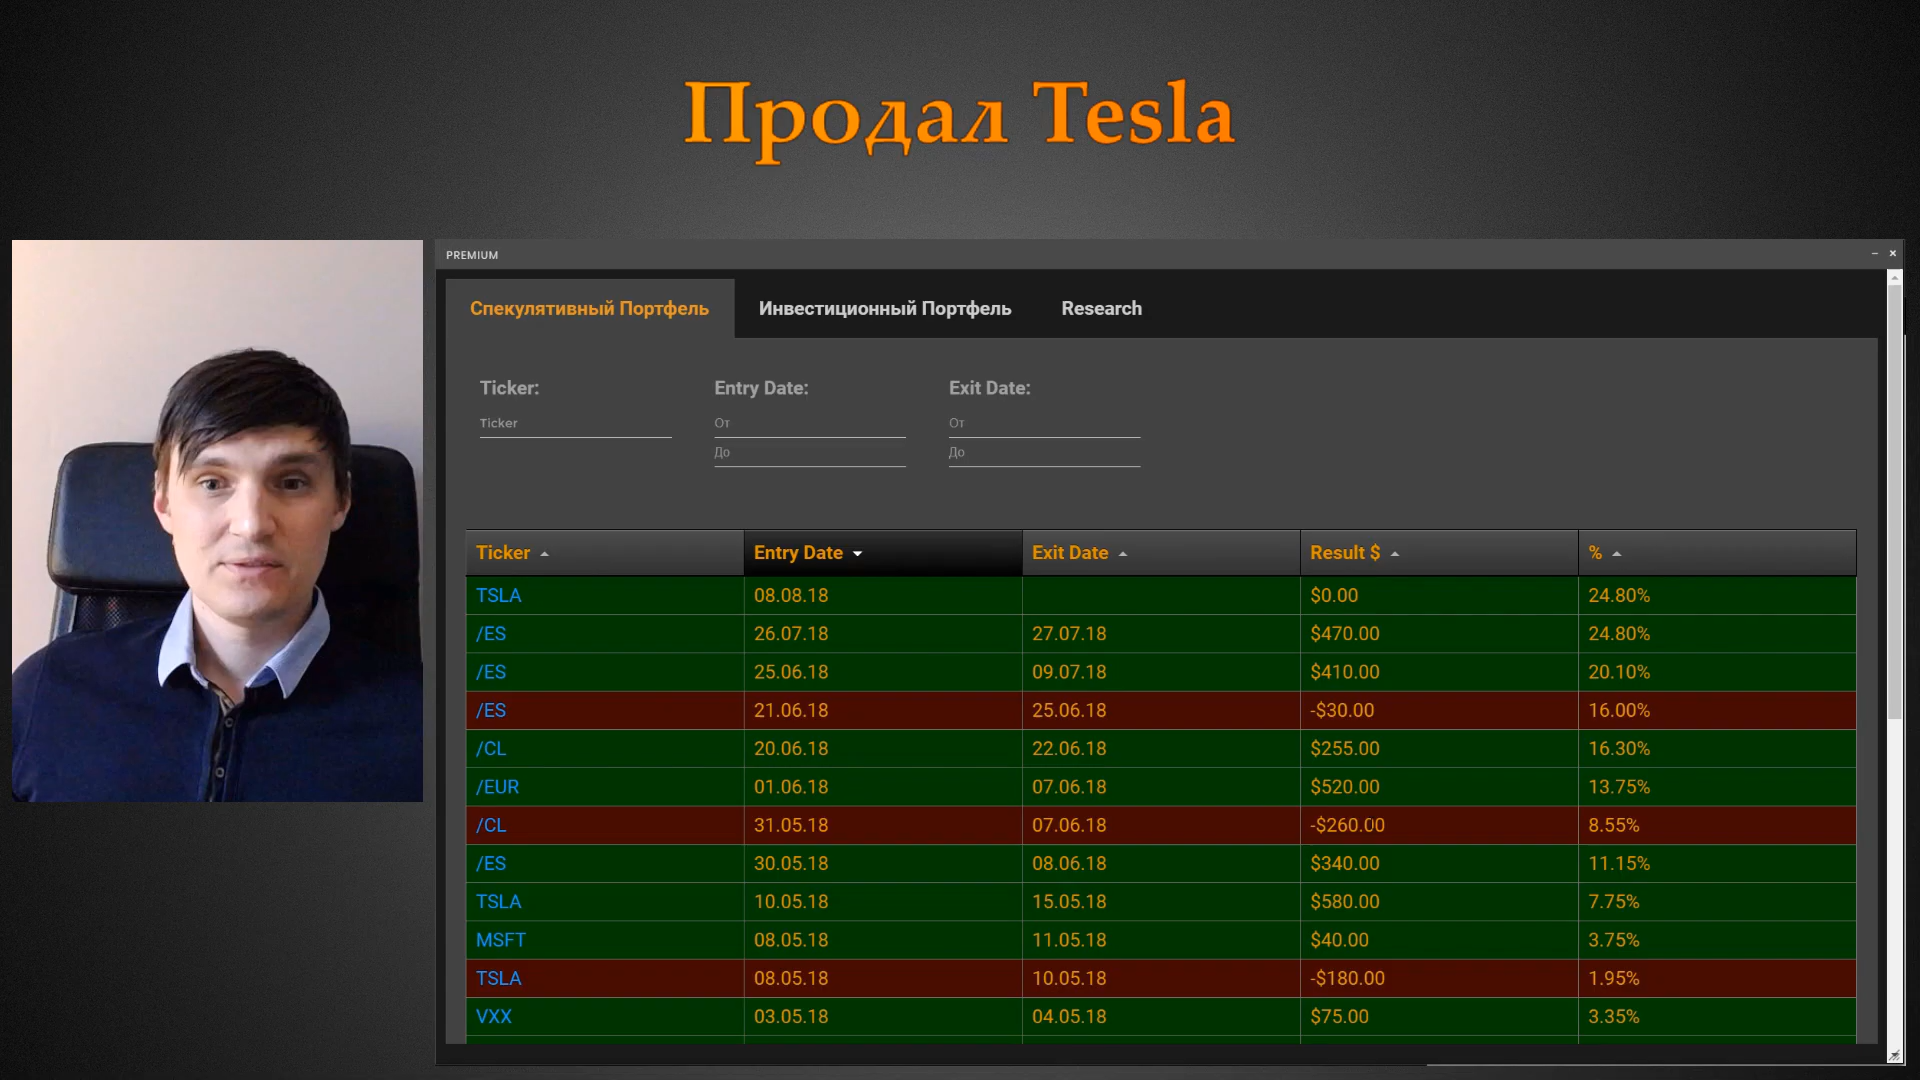 Продал Tesla
PREMIUM
Спекулятивный Портфель Инвестиционный Портфель Research
Ticker: Entry Date: Exit Date:
Ticker От От
До До
Ticker Entry Date Exit Date Result $ %
TSLA 08.08.18 $0.00 24.80%
/ES 26.07.18 27.07.18 $470.00 24.80%
/ES 25.06.18 09.07.18 $410.00 20.10%
/ES 21.06.18 25.06.18 -$30.00 16.00%
/CL 20.06.18 22.06.18 $255.00 16.30%
/EUR 01.06.18 07.06.18 $520.00 13.75%
/CL 31.05.18 07.06.18 -$260.00 8.55%
/ES 30.05.18 08.06.18 $340.00 11.15%
TSLA 10.05.18 15.05.18 $580.00 7.75%
MSFT 08.05.18 11.05.18 $40.00 3.75%
TSLA 08.05.18 10.05.18 -$180.00 1.95%
VXX 03.05.18 04.05.18 $75.00 3.35%